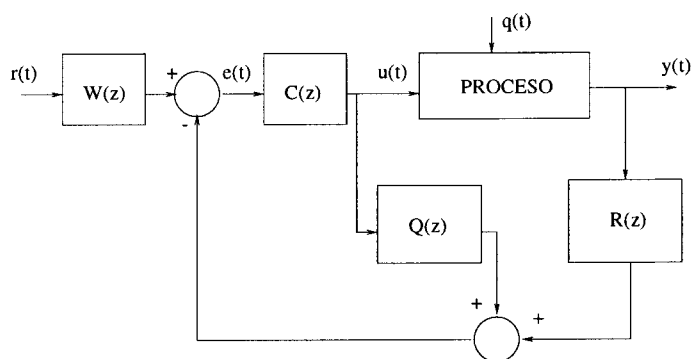 q(t)
r(t)
W(z)
+
-
e(t)
C(z)
u(t)
PROCESO
y(t)
Q(z)
R(z)
+
+